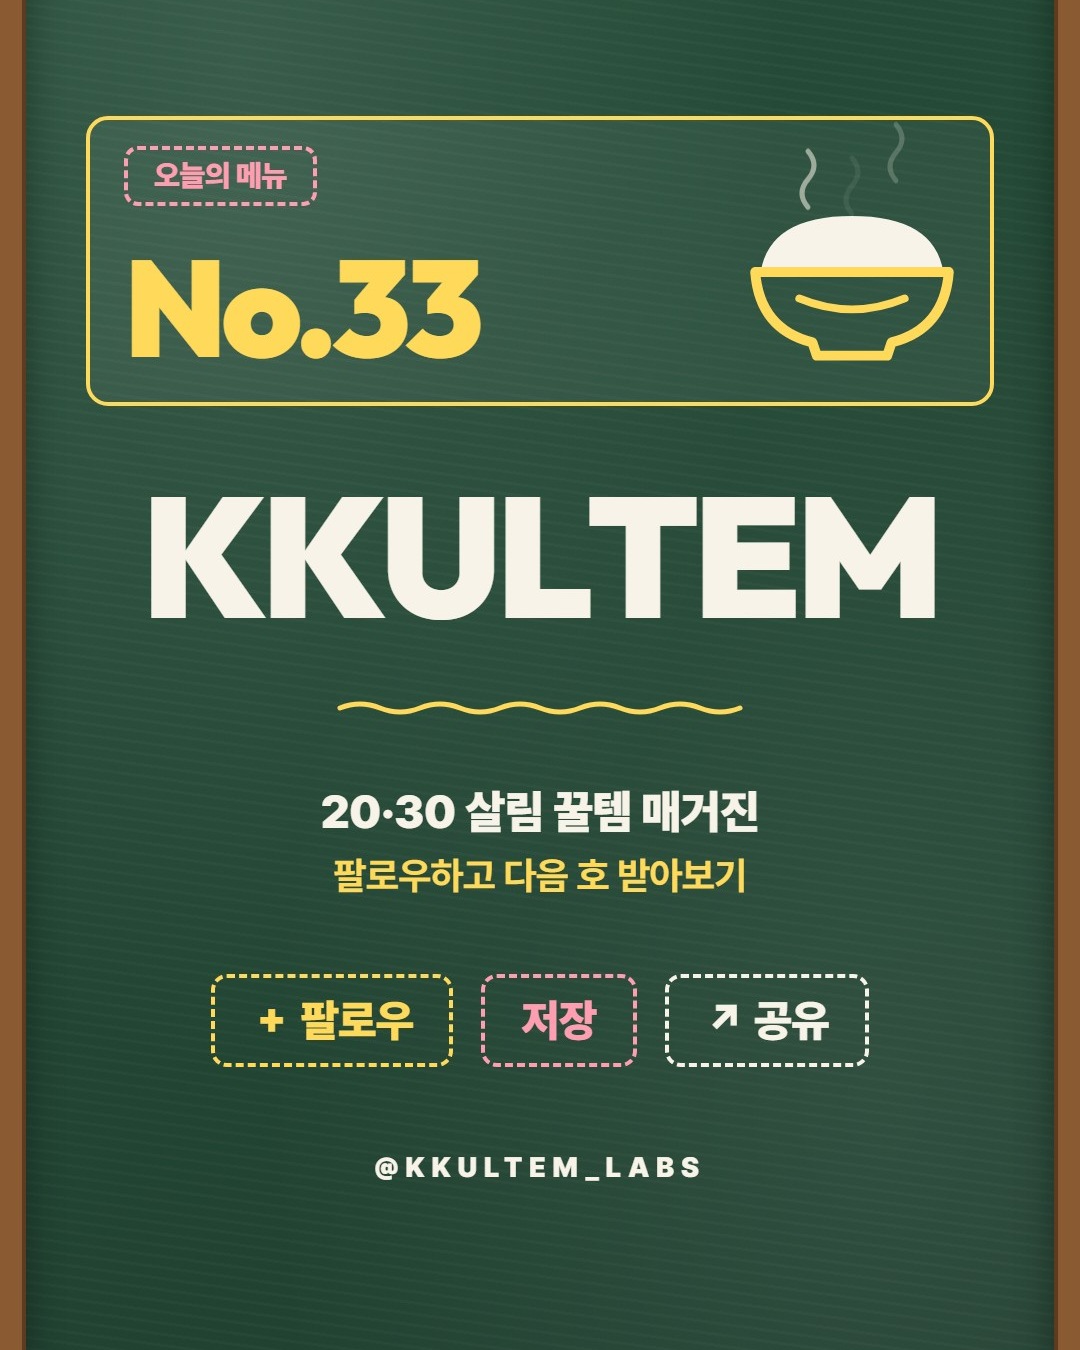 오늘의 메뉴
No.33
KKULTEM
20·30 살림 꿀템 매거진
팔로우하고 다음 호 받아보기
+ 팔로우
저장
↗ 공유
@KKULTEM_LABS